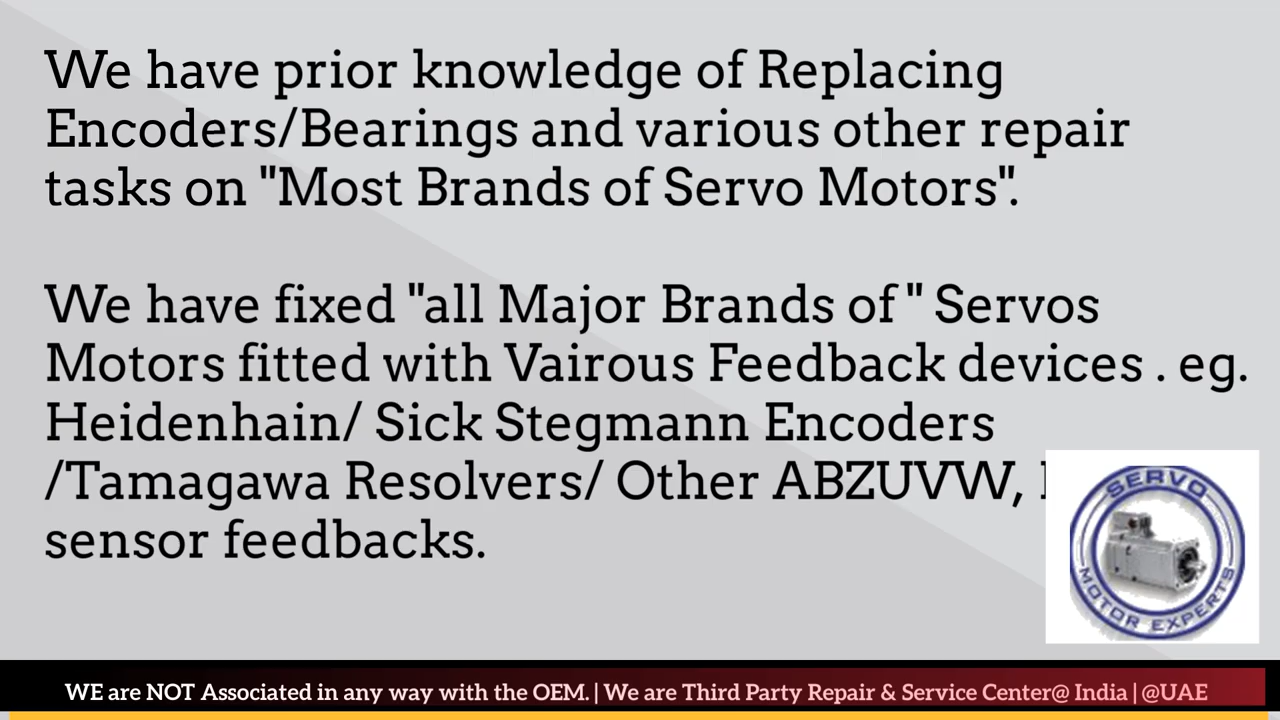 We have prior knowledge of Replacing
Encoders/Bearings and various other repair
tasks on "Most Brands of Servo Motors".
We have fixed "all Major Brands of " Servos
Motors fitted with Vairous Feedback devices . eg.
Heidenhain/ Sick Stegmann Encoders
/Tamagawa Resolvers/ Other ABZUVW,
sensor feedbacks.
SERVO
MOTOR EXPERTS
WE are NOT Associated in any way with the OEM. | We are Third Party Repair & Service Center@ India | @UAE